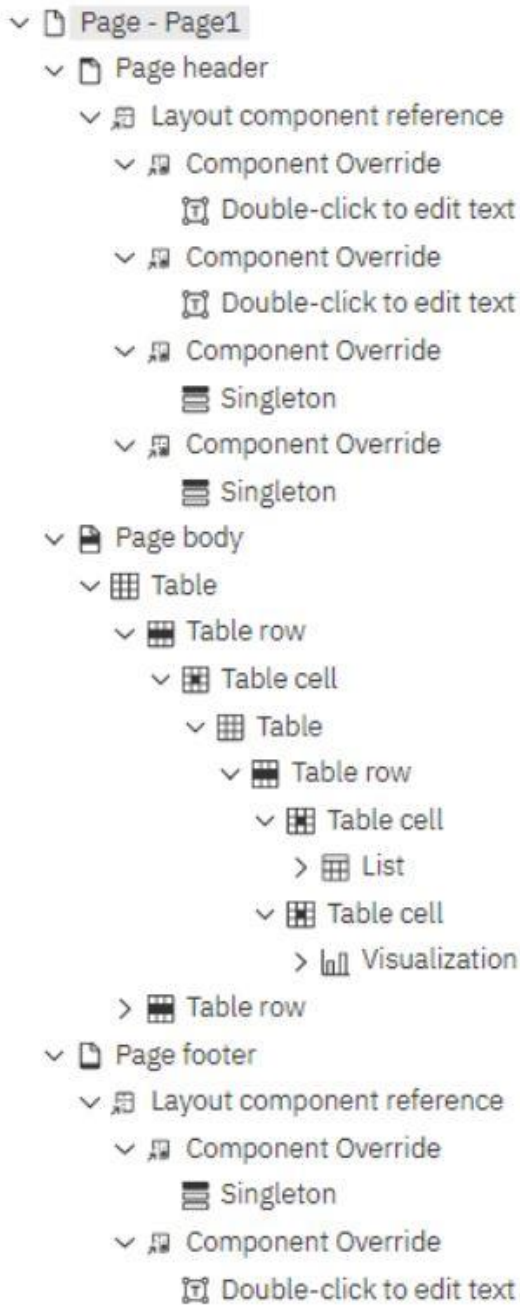 Page - Page1
Page header
Layout component reference
Component Override
Double-click to edit text
Component Override
Double-click to edit text
Component Override
Singleton
Component Override
Singleton
Page body
Table
Table row
Table cell
Table
Table row
Table cell
List
Table cell
Visualization
Table row
Page footer
Layout component reference
Component Override
Singleton
Component Override
Double-click to edit text